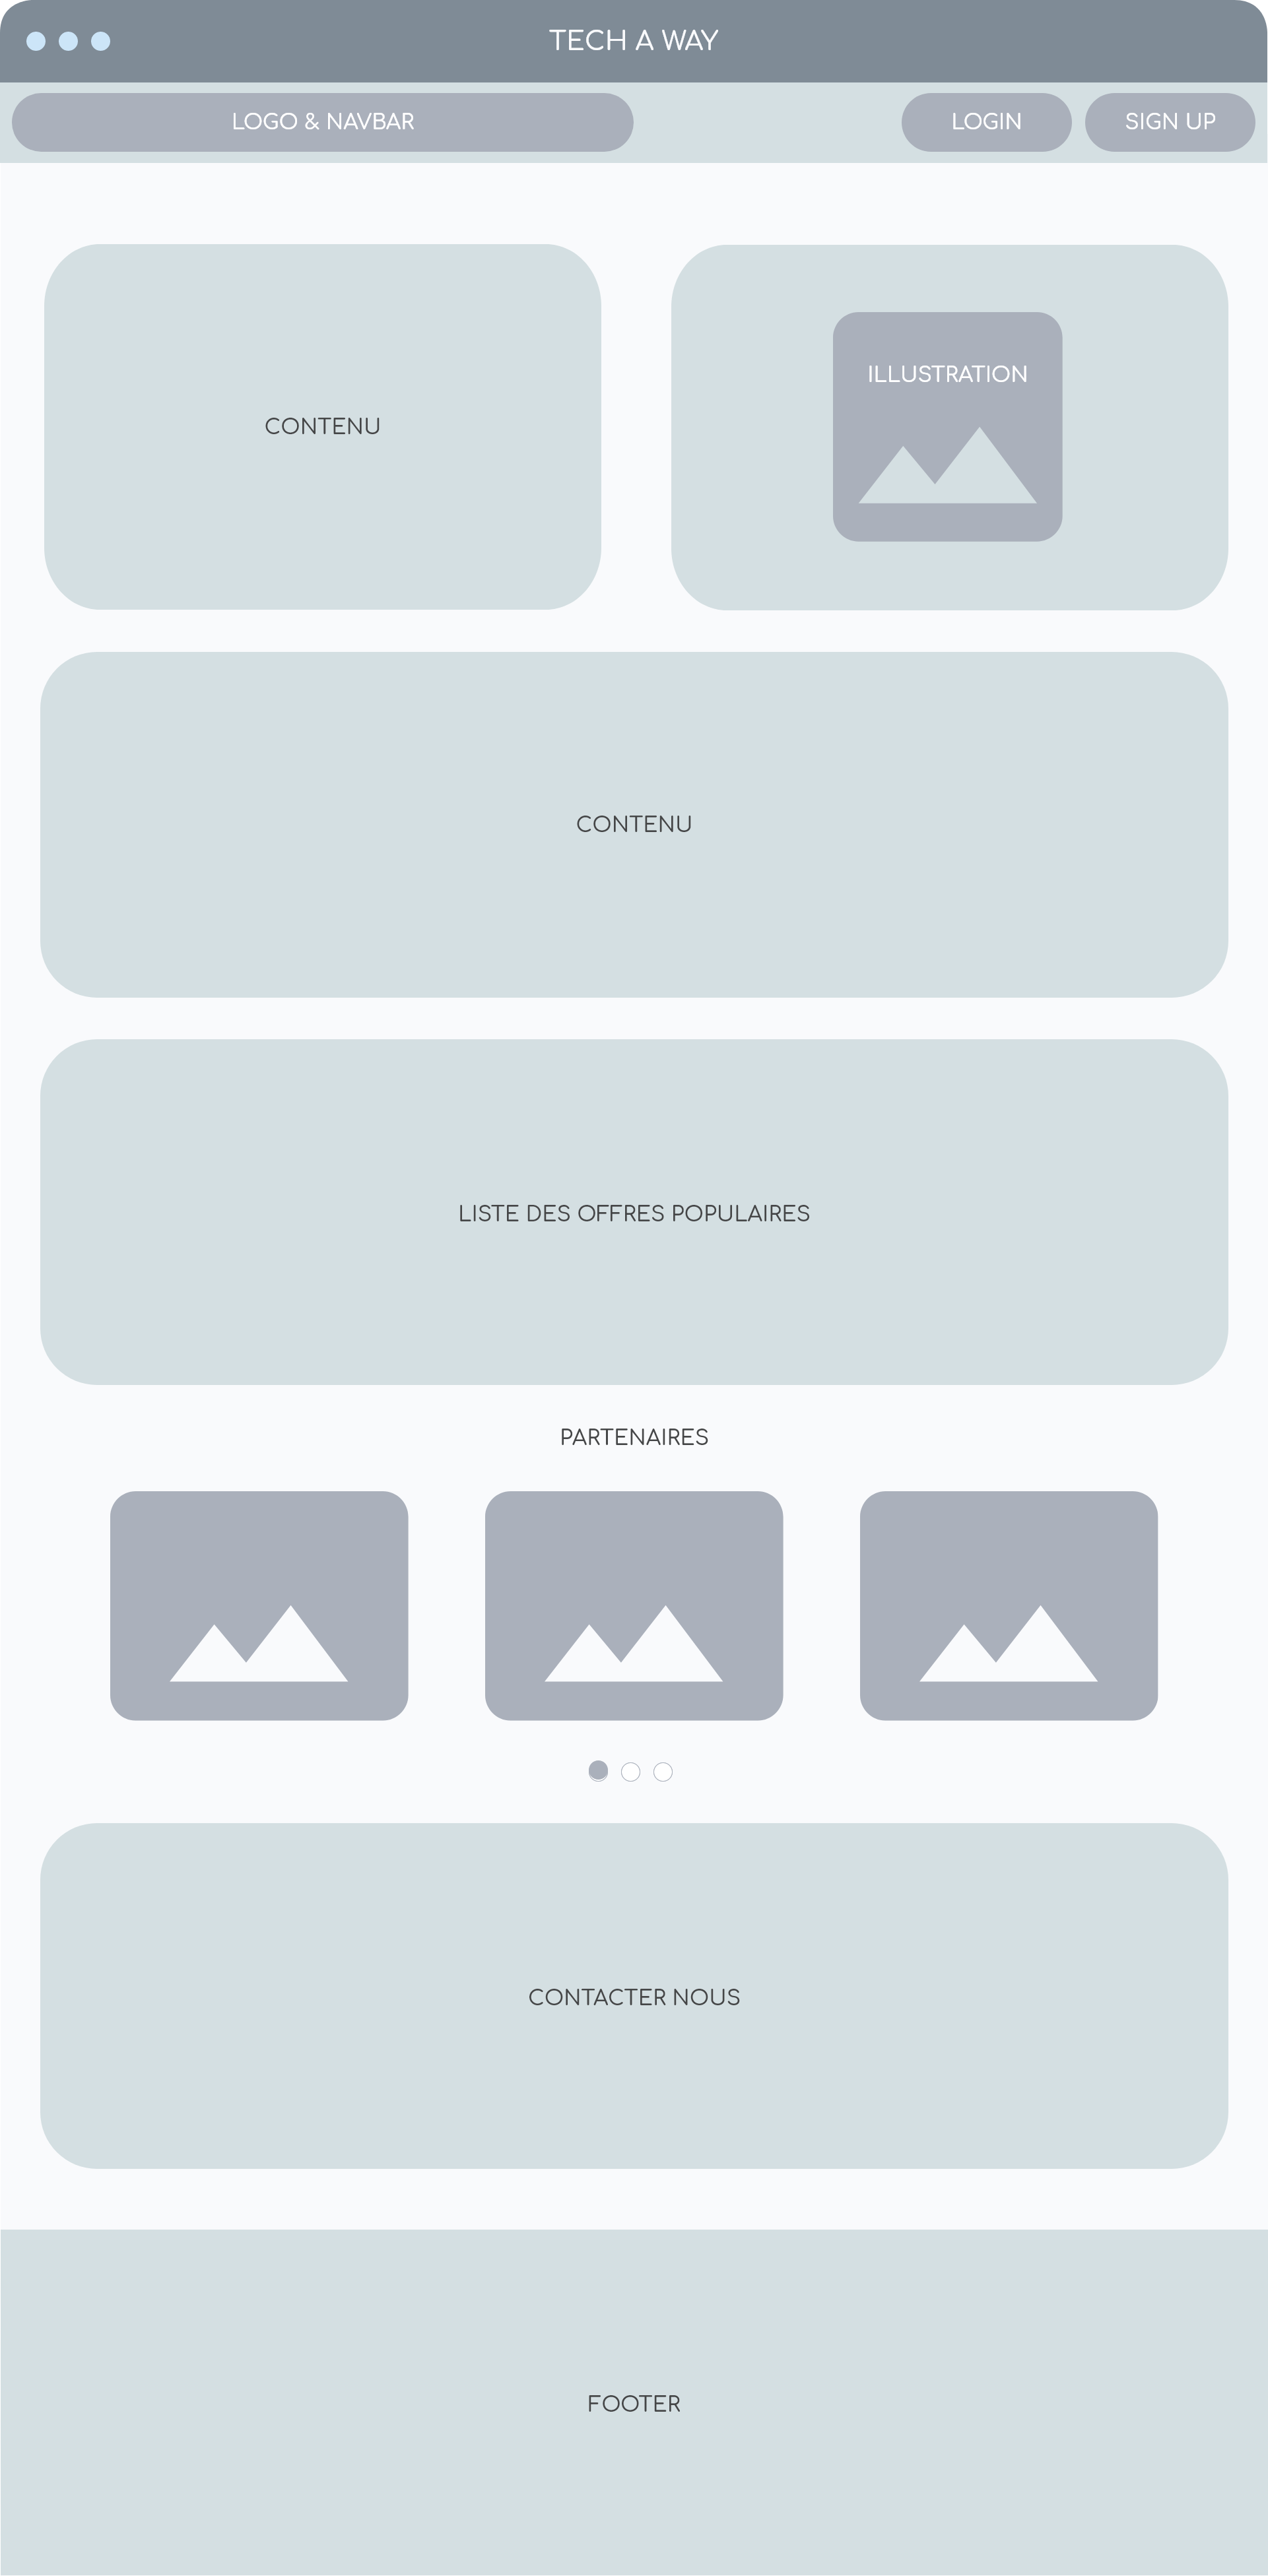 TECH A WAY
LOGO & NAVBAR
LOGIN
SIGN UP
CONTENU
ILLUSTRATION
CONTENU
LISTE DES OFFRES POPULAIRES
PARTENAIRES
CONTACTER NOUS
FOOTER